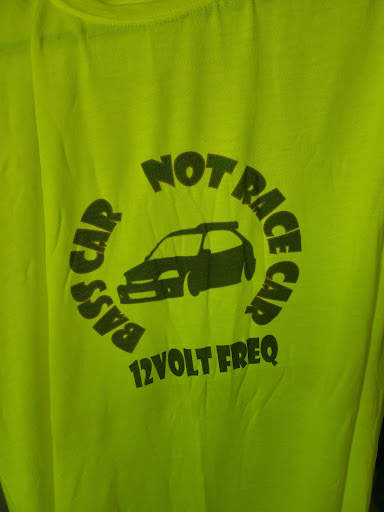 BASS CAR
NOT RACE CAR
12VOLT FREQ